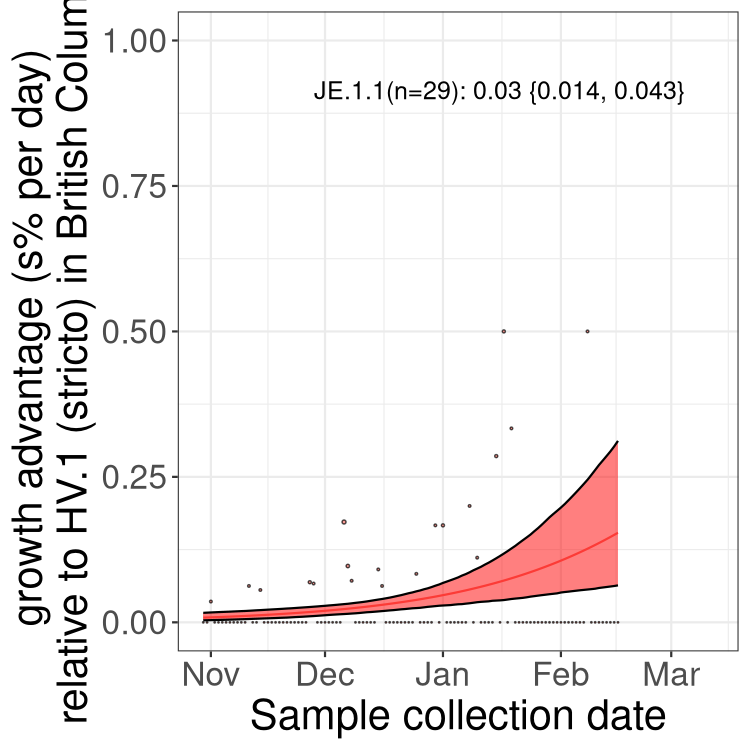 growth advantage (s% per day)
relative to HV.1 (stricto) in British Colum
1.00
0.75
0.50
0.25
0.00
JE.1.1(n=29): 0.03 {0.014, 0.043}
Nov Dec Jan Feb Mar
Sample collection date